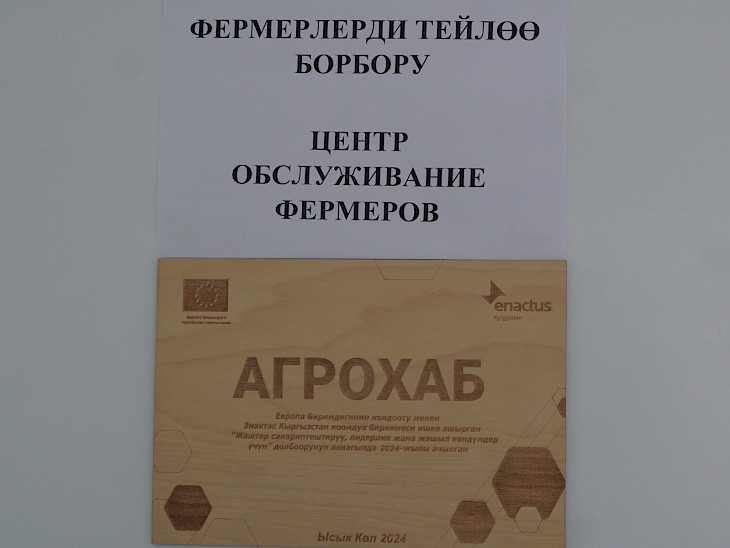 ФЕРМЕРЛЕРДИ ТЕЙЛӨӨ
БОРБОРУ
ЦЕНТР
ОБСЛУЖИВАНИЕ
ФЕРМЕРОВ
enactus
Kyrgyzstan
АГРОХАБ
Европа Биримдигинин колдоосу менен
Энактас Кыргызстан коомдук бирикмеси ишке ашырган
"Жаштар санариптештирүү, лидерлик жана жашыл көндүмдөр
үчүн" долбоорунун алкагында 2024-жылы ачылган
Ысык Көл 2024